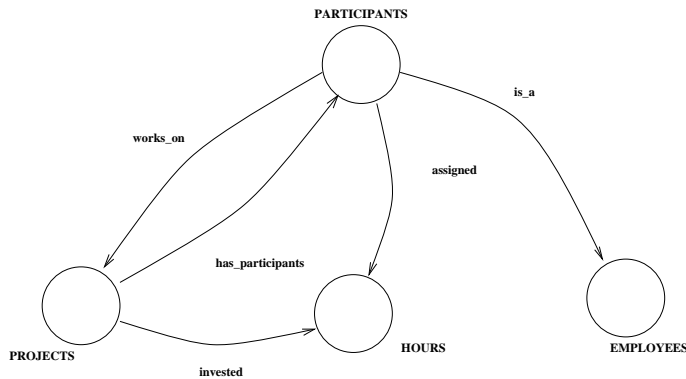 PARTICIPANTS
is_a
works_on
assigned
has_participants
PROJECTS
HOURS
EMPLOYEES
invested